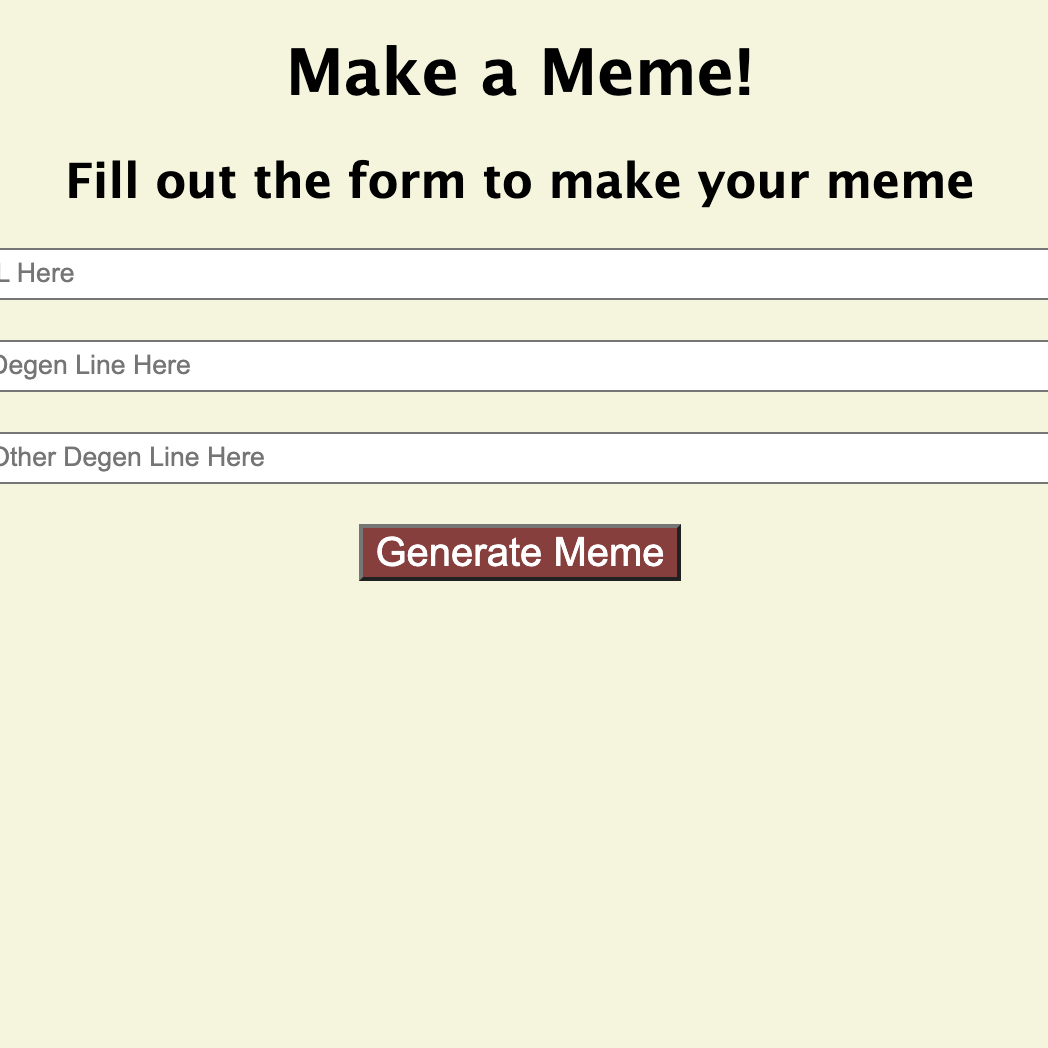 Make a Meme!
Fill out the form to make your meme
L Here
Degen Line Here
Other Degen Line Here
Generate Meme